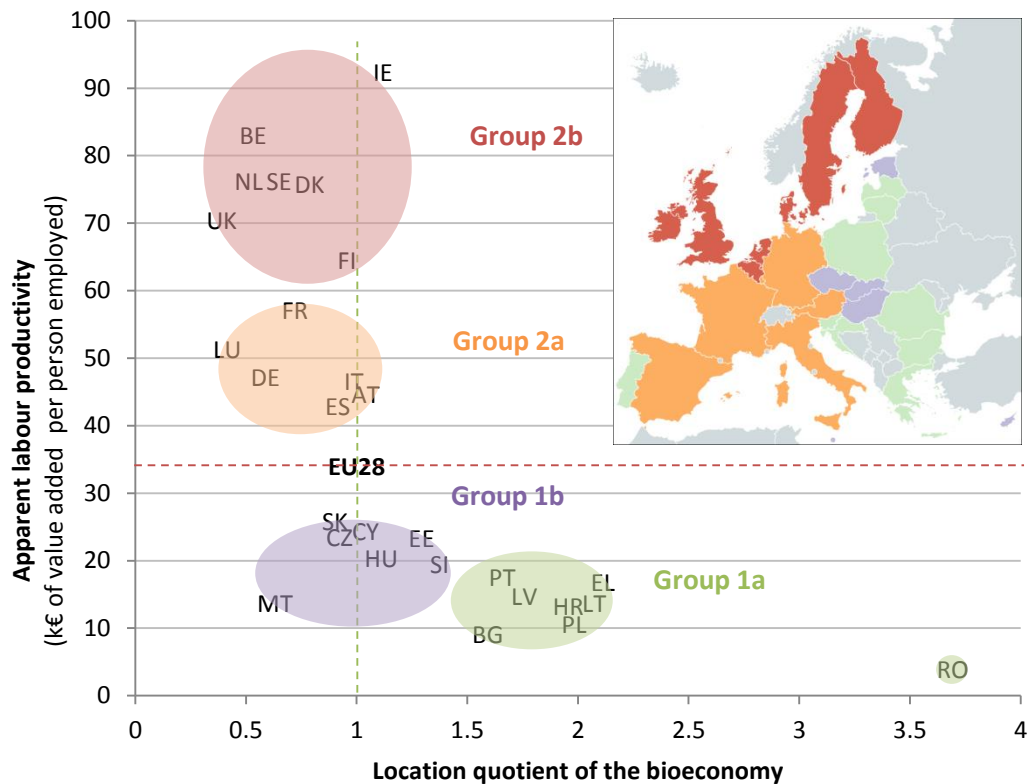 Apparent labour productivity
(k€ of value added per person employed)
100
90
80
70
60
50
40
30
20
10
0
IE
BE
Group 2b
NL SE DK
UK
FI
FR
LU
Group 2a
DE
IT
AT
ES
EU28
Group 1b
SK
CZ CY
EE
HU
SI
MT
Group 1a
PT
EL
LV
HR LT
PL
BG
RO
0 0.5 1 1.5 2 2.5 3 3.5 4
Location quotient of the bioeconomy